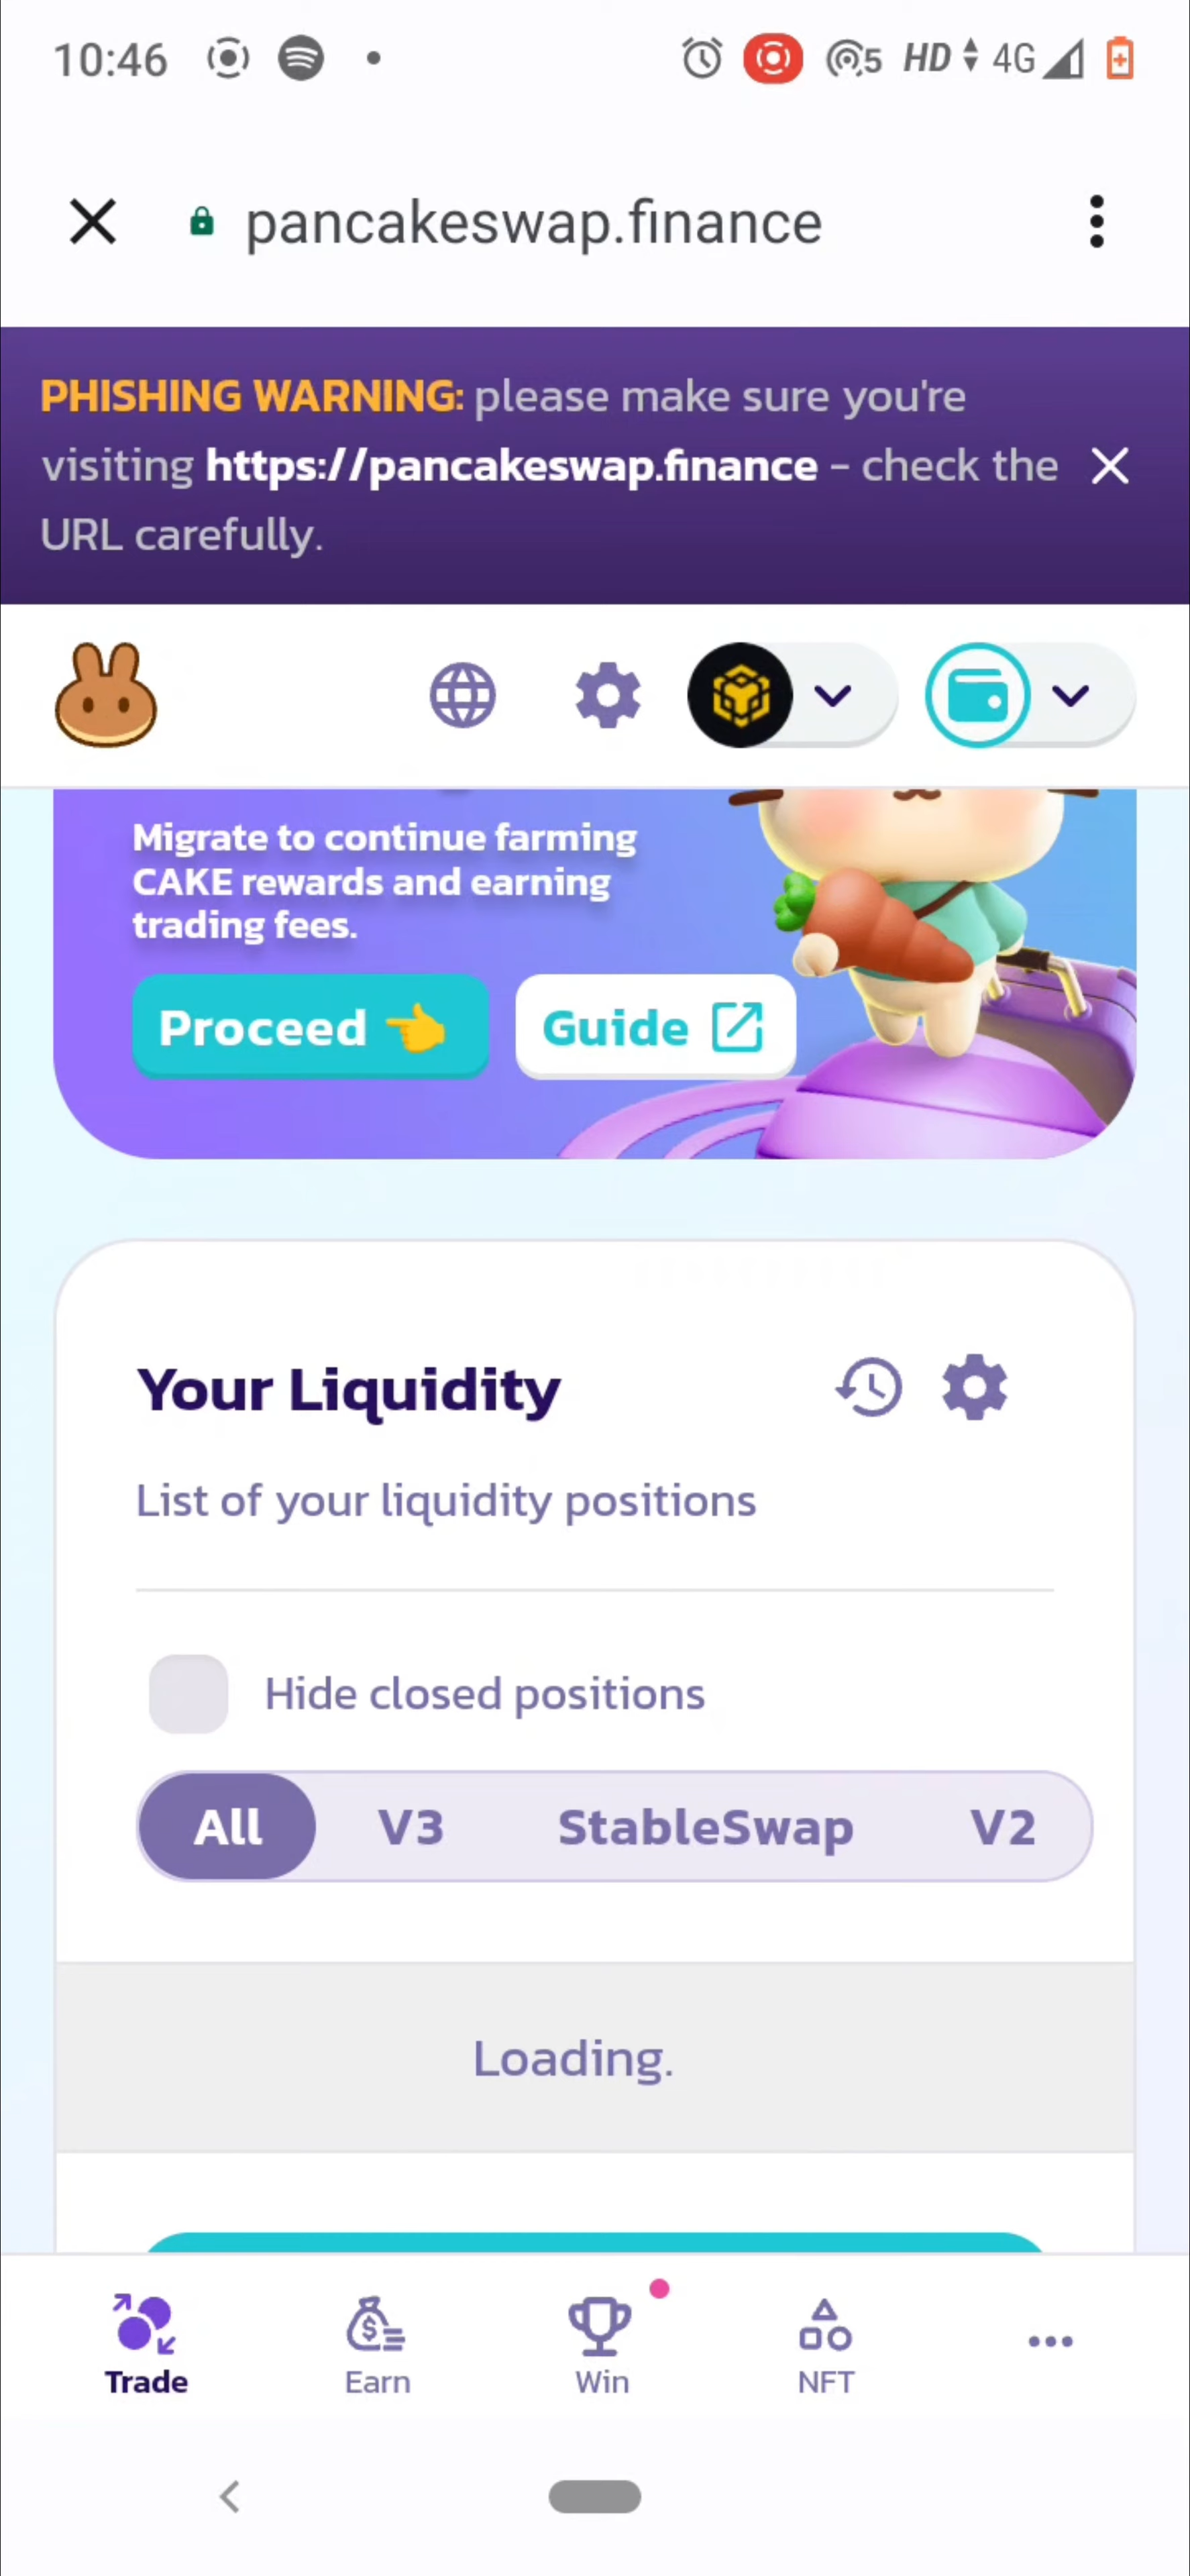 10:46
5 HD 4G
pancakeswap.finance
PHISHING WARNING: please make sure you're
visiting https://pancakeswap.finance - check the
URL carefully.
Migrate to continue farming
CAKE rewards and earning
trading fees.
Proceed
Guide
Your Liquidity
List of your liquidity positions
Hide closed positions
All V3 StableSwap V2
Loading.
Trade Earn Win NFT